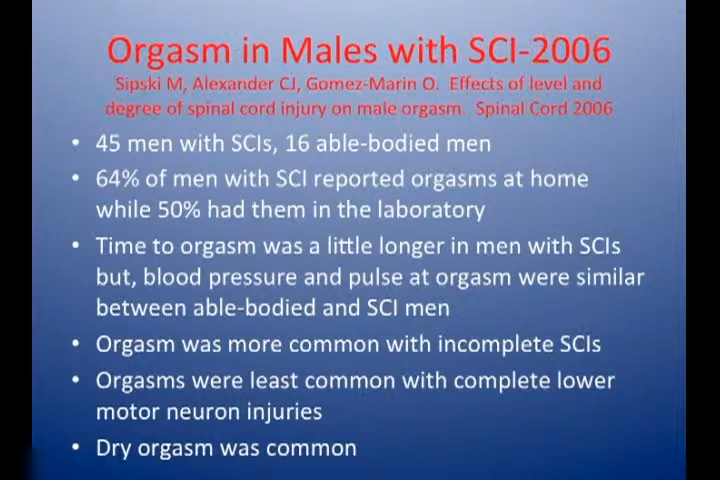 Orgasm in Males with SCI-2006
Sipski M, Alexander CJ, Gomez-Marin O.  Effects of level and
degree of spinal cord injury on male orgasm.  Spinal Cord 2006
• 45 men with SCIs, 16 able-bodied men
• 64% of men with SCI reported orgasms at home
while 50% had them in the laboratory
• Time to orgasm was a little longer in men with SCIs
but, blood pressure and pulse at orgasm were similar
between able-bodied and SCI men
• Orgasm was more common with incomplete SCIs
• Orgasms were least common with complete lower
motor neuron injuries
• Dry orgasm was common